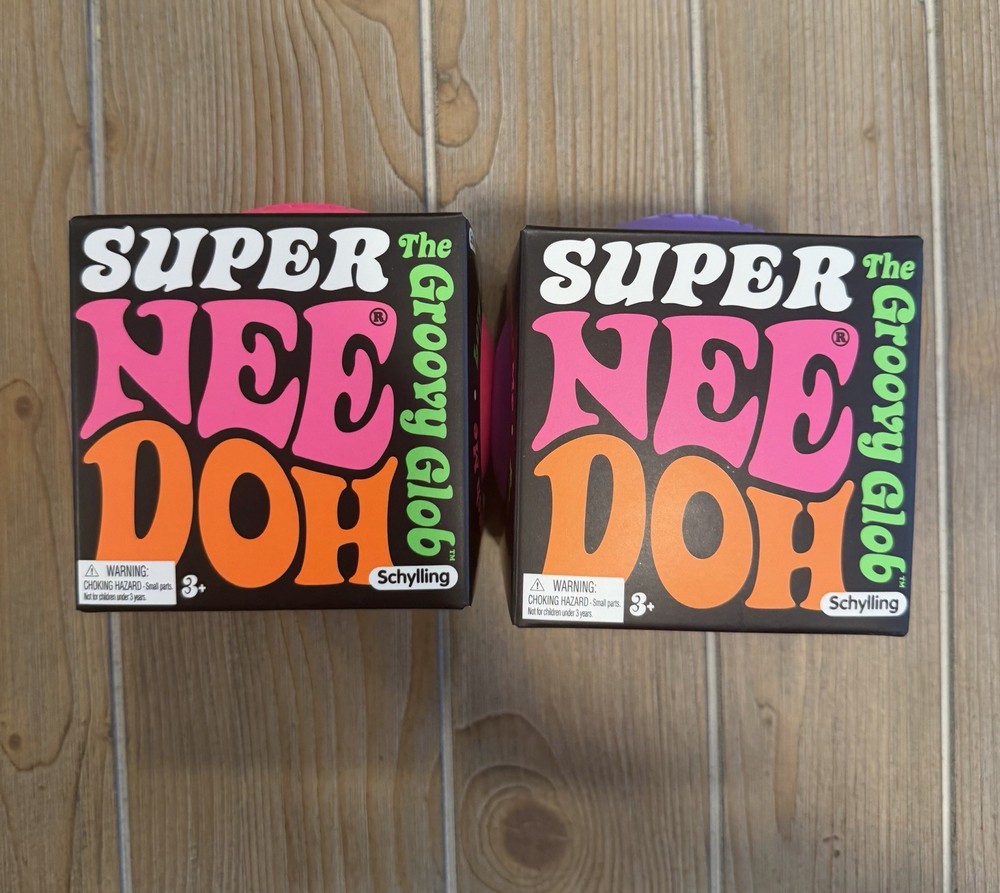 SUPER
NEE®
DOH
The Groovy Glob™
⚠ WARNING:
CHOKING HAZARD - Small parts.
Not for children under 3 years.
3+
Schylling
SUPER
NEE®
DOH
The Groovy Glob™
⚠ WARNING:
CHOKING HAZARD - Small parts.
Not for children under 3 years.
3+
Schylling